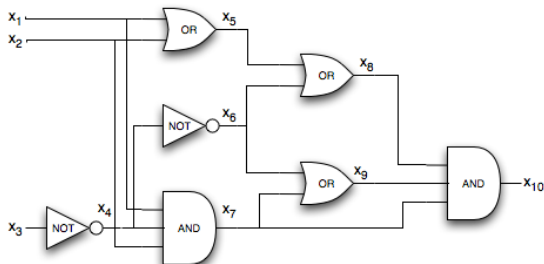 x₁
x₂
OR
x₅
OR
x₈
NOT
x₆
OR
x₉
AND
x₁₀
x₃
NOT
x₄
AND
x₇